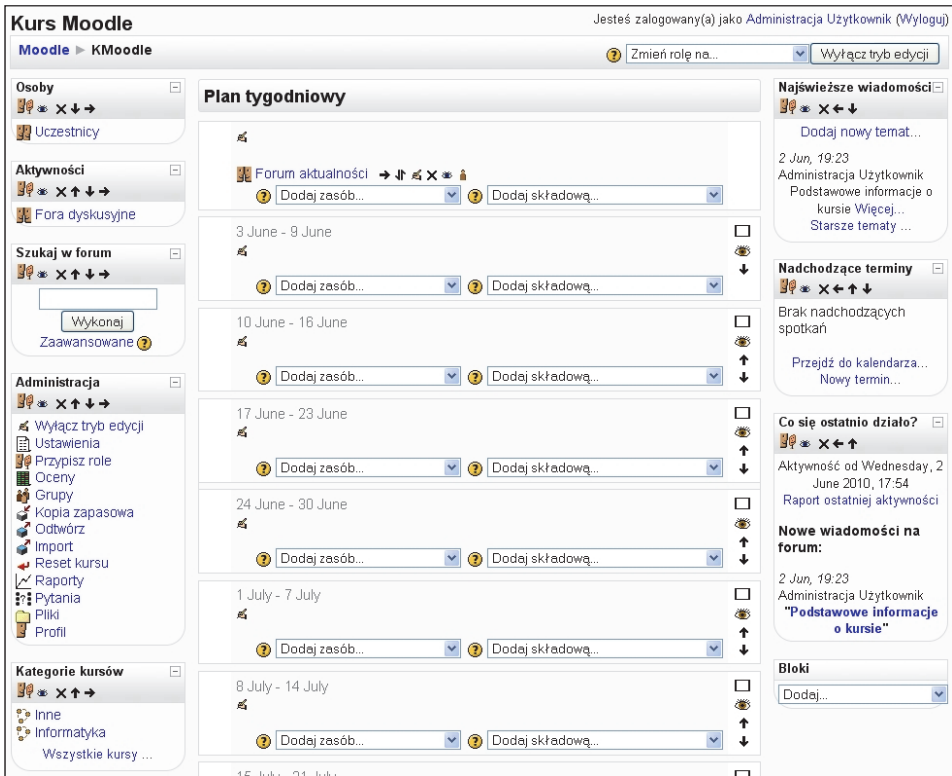 Kurs Moodle
Jesteś zalogowany(a) jako Administracja Użytkownik (Wyloguj)
Moodle ► KMoodle
Zmień rolę na...
Wyłącz tryb edycji
Osoby
Uczestnicy
Aktywności
Fora dyskusyjne
Szukaj w forum
Wykonaj
Zaawansowane
Administracja
Wyłącz tryb edycji
Ustawienia
Przypisz role
Oceny
Grupy
Kopia zapasowa
Odtwórz
Import
Reset kursu
Raporty
Pytania
Pliki
Profil
Kategorie kursów
Inne
Informatyka
Wszystkie kursy ...
Plan tygodniowy
Forum aktualności
Dodaj zasób... Dodaj składową...
3 June - 9 June
Dodaj zasób... Dodaj składową...
10 June - 16 June
Dodaj zasób... Dodaj składową...
17 June - 23 June
Dodaj zasób... Dodaj składową...
24 June - 30 June
Dodaj zasób... Dodaj składową...
1 July - 7 July
Dodaj zasób... Dodaj składową...
8 July - 14 July
Dodaj zasób... Dodaj składową...
15 July - 21 July
Najświeższe wiadomości
Dodaj nowy temat...
2 Jun, 19:23
Administracja Użytkownik
Podstawowe informacje o
kursie Więcej...
Starsze tematy ...
Nadchodzące terminy
Brak nadchodzących
spotkań
Przejdź do kalendarza...
Nowy termin...
Co się ostatnio działo?
Aktywność od Wednesday, 2
June 2010, 17:54
Raport ostatniej aktywności
Nowe wiadomości na
forum:
2 Jun, 19:23
Administracja Użytkownik
"Podstawowe informacje
o kursie"
Bloki
Dodaj...